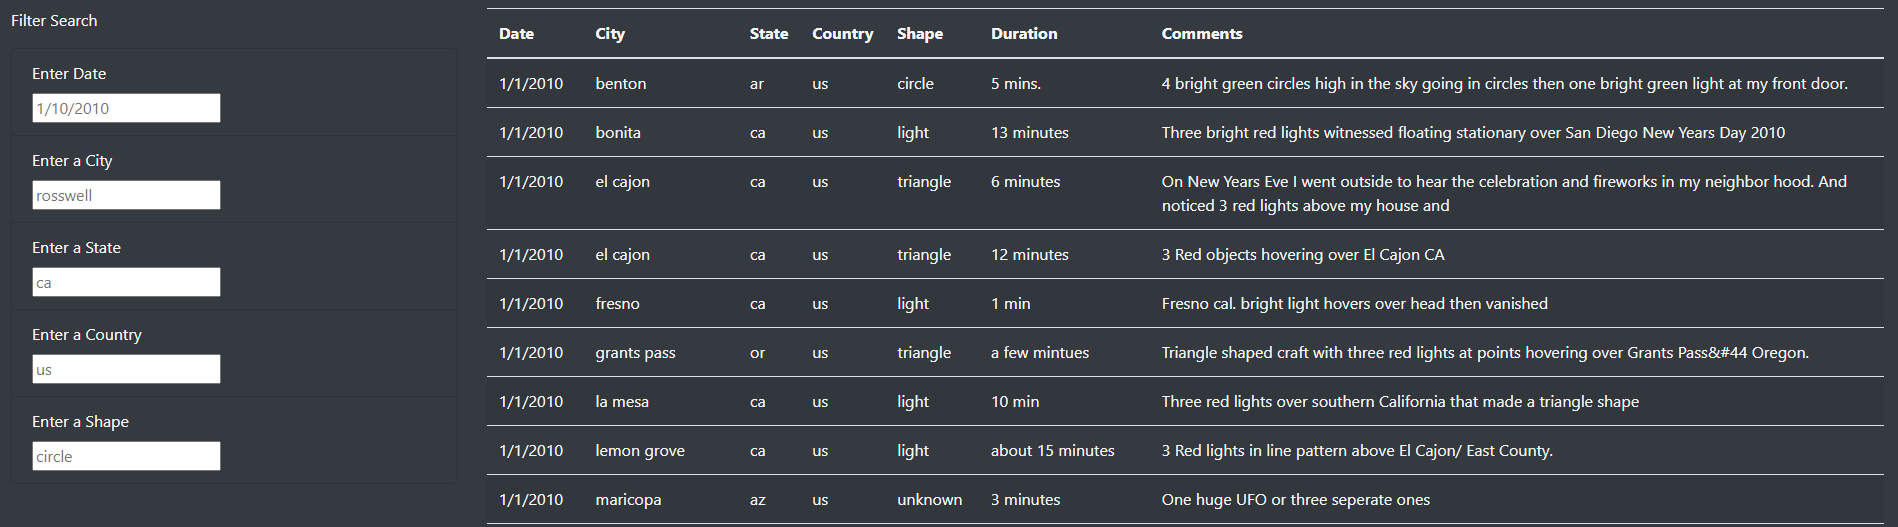 Filter Search
Enter Date
1/10/2010
Enter a City
rosswell
Enter a State
ca
Enter a Country
us
Enter a Shape
circle
Date City State Country Shape Duration Comments
1/1/2010 benton ar us circle 5 mins. 4 bright green circles high in the sky going in circles then one bright green light at my front door.
1/1/2010 bonita ca us light 13 minutes Three bright red lights witnessed floating stationary over San Diego New Years Day 2010
1/1/2010 el cajon ca us triangle 6 minutes On New Years Eve I went outside to hear the celebration and fireworks in my neighbor hood. And
noticed 3 red lights above my house and
1/1/2010 el cajon ca us triangle 12 minutes 3 Red objects hovering over El Cajon CA
1/1/2010 fresno ca us light 1 min Fresno cal. bright light hovers over head then vanished
1/1/2010 grants pass or us triangle a few mintues Triangle shaped craft with three red lights at points hovering over Grants Pass&#44 Oregon.
1/1/2010 la mesa ca us light 10 min Three red lights over southern California that made a triangle shape
1/1/2010 lemon grove ca us light about 15 minutes 3 Red lights in line pattern above El Cajon/ East County.
1/1/2010 maricopa az us unknown 3 minutes One huge UFO or three seperate ones